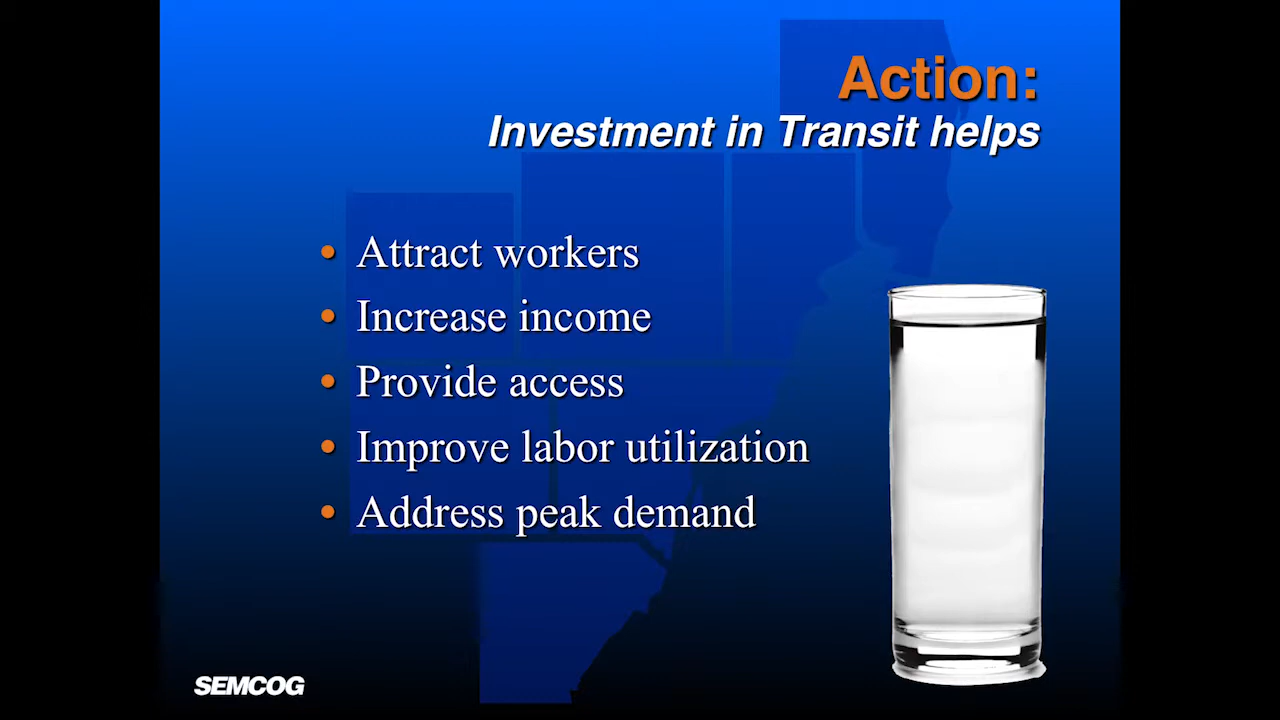 Action:
Investment in Transit helps
• Attract workers
• Increase income
• Provide access
• Improve labor utilization
• Address peak demand
SEMCOG